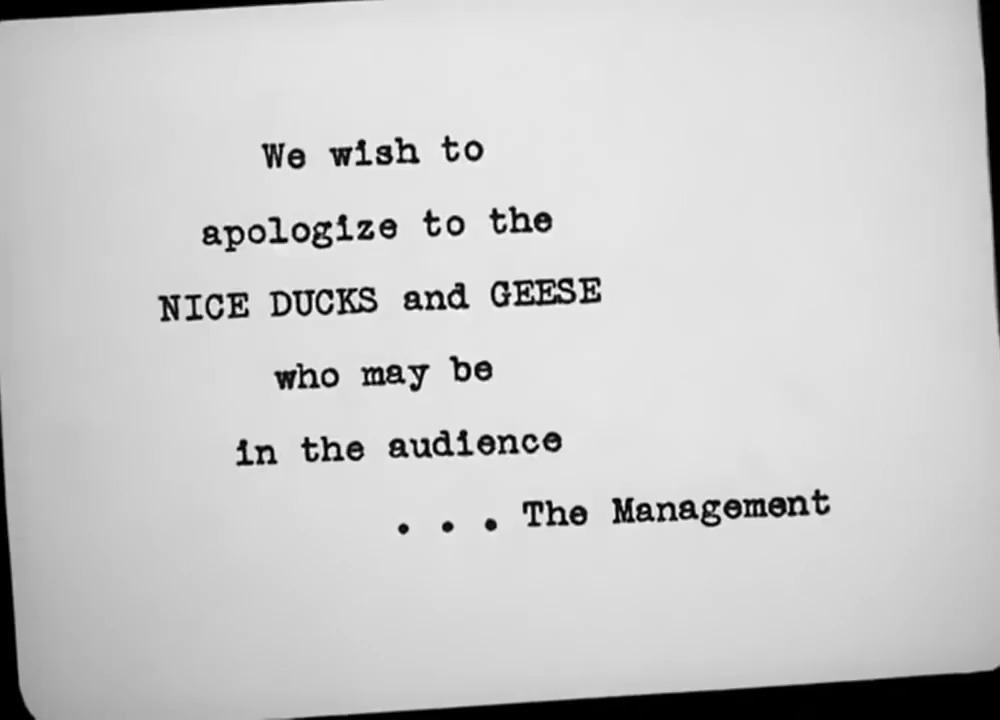 We wish to
apologize to the
NICE DUCKS and GEESE
who may be
in the audience
. . . The Management